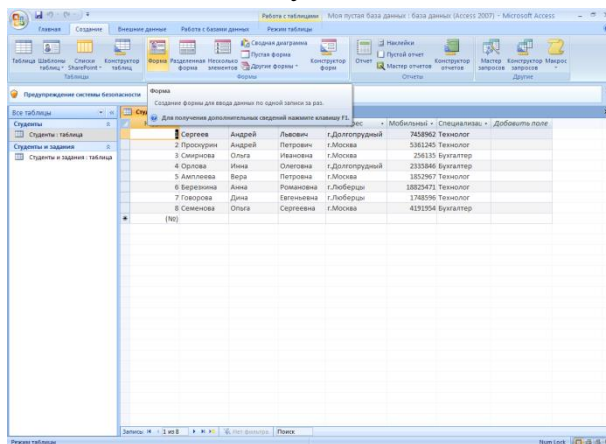 Работа с таблицами Моя пустая база данных : база данных (Access 2007) - Microsoft Access
Главная Создание Внешние данные Работа с базами данных Режим таблицы
Таблица Шаблоны таблиц Списки SharePoint Конструктор таблиц
Форма Разделенная форма Несколько элементов Сводная диаграмма Пустая форма Другие формы Конструктор форм
Отчет Наклейки Пустой отчет Мастер отчетов Конструктор отчетов
Мастер запросов Конструктор запросов Макрос
Таблицы Формы Отчеты Другие
Предупреждение системы безопасности
Форма
Создание формы для ввода данных по одной записи за раз.
Для получения дополнительных сведений нажмите клавишу F1.
Все таблицы
Студенты
Студенты : таблица
Студенты и задания
Студенты и задания : таблица
Мобильный Специализац Добавить поле
1 Сергеев Андрей Львович г.Долгопрудный 7458962 Технолог
2 Проскурин Андрей Петрович г.Москва 5361245 Технолог
3 Смирнова Ольга Ивановна г.Москва 256135 Бухгалтер
4 Орлова Инна Олеговна г.Долгопрудный 2335846 Бухгалтер
5 Амплеева Вера Петровна г.Москва 1852967 Технолог
6 Березкина Анна Романовна г.Люберцы 18825471 Технолог
7 Говорова Дина Евгеньевна г.Люберцы 1748596 Технолог
8 Семенова Ольга Сергеевна г.Москва 4191954 Бухгалтер
(№)
Запись: 1 из 8 Нет фильтра Поиск
Режим таблицы Num Lock